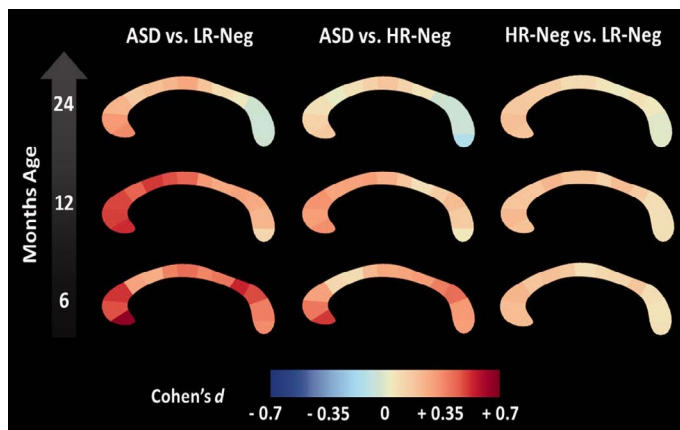 ASD vs. LR-Neg
ASD vs. HR-Neg
HR-Neg vs. LR-Neg
Months Age
24
12
6
Cohen's d
- 0.7
- 0.35
0
+ 0.35
+ 0.7